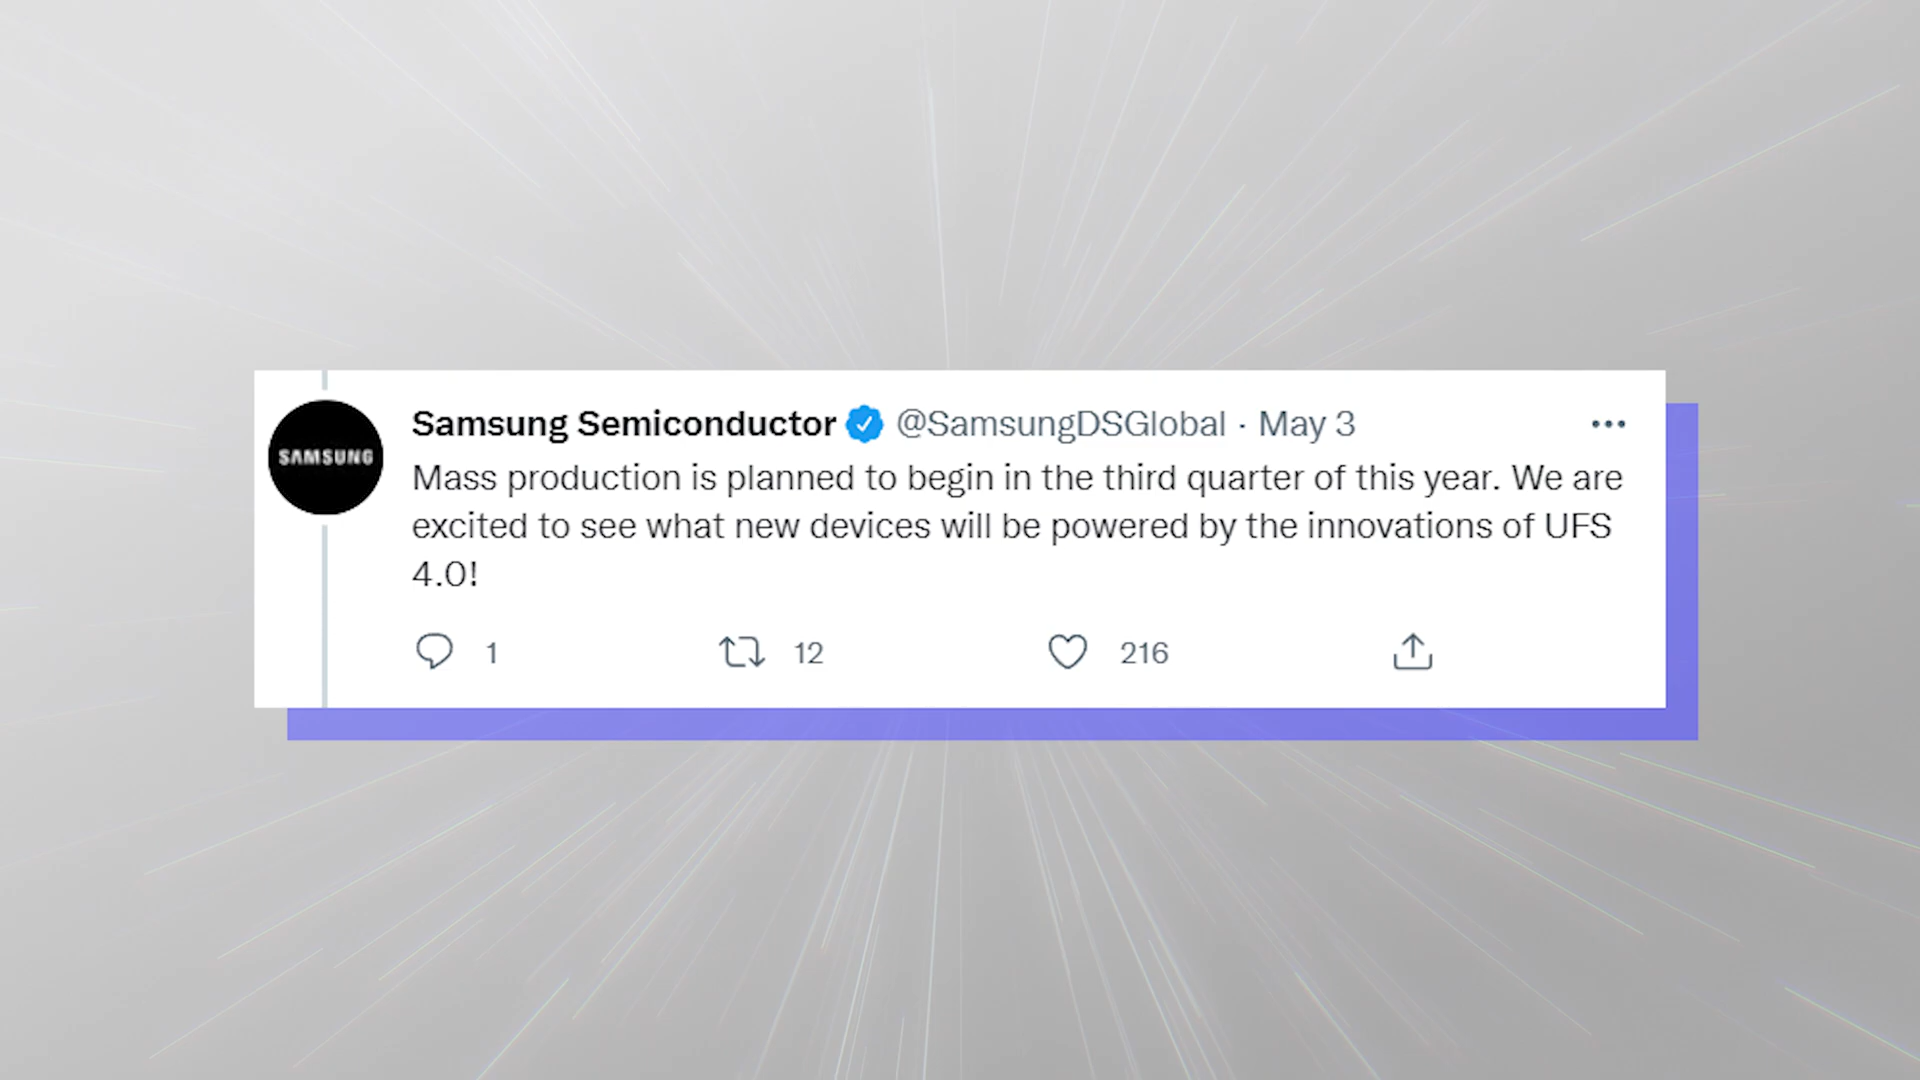 SAMSUNG
Samsung Semiconductor @SamsungDSGlobal · May 3
Mass production is planned to begin in the third quarter of this year. We are
excited to see what new devices will be powered by the innovations of UFS
4.0!
1 12 216